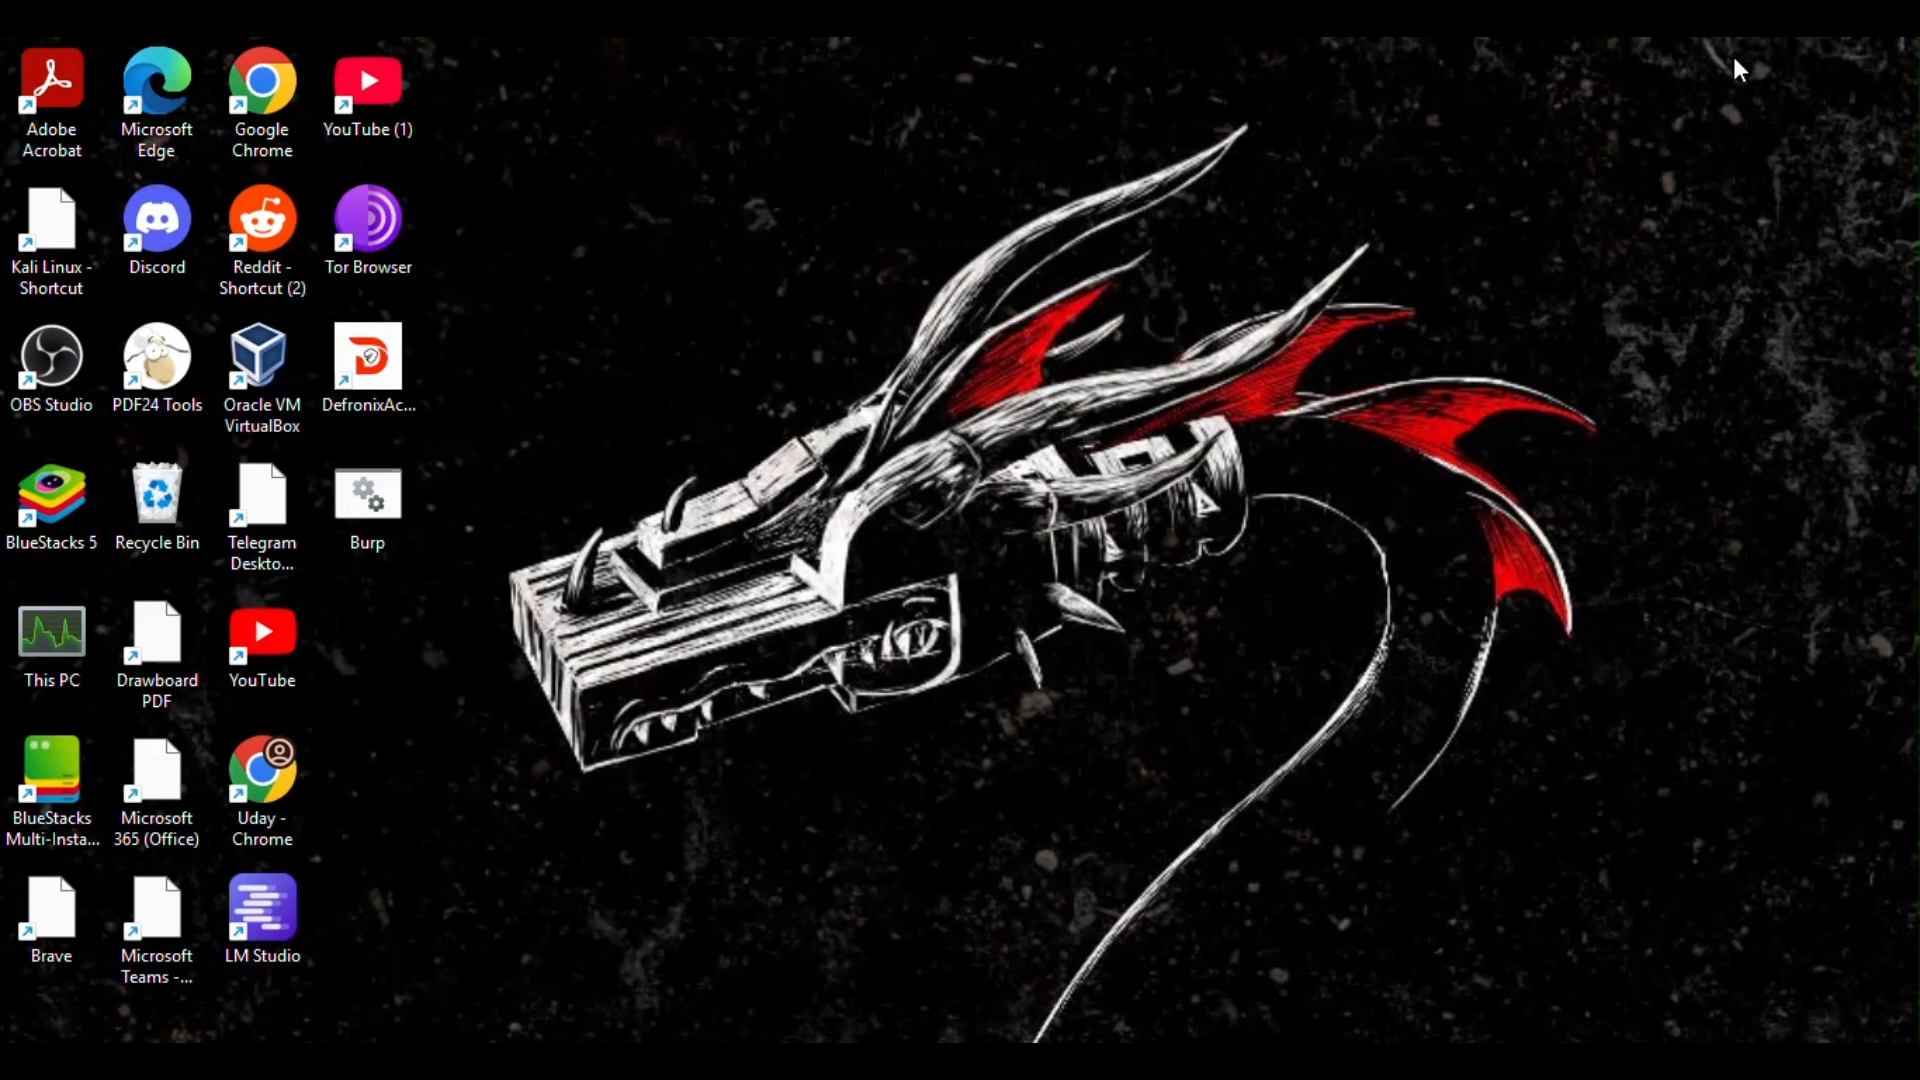 Adobe
Acrobat
Microsoft
Edge
Google
Chrome
YouTube (1)
Kali Linux -
Shortcut
Discord
Reddit -
Shortcut (2)
Tor Browser
OBS Studio
PDF24 Tools
Oracle VM
VirtualBox
DefronixAc...
BlueStacks 5
Recycle Bin
Telegram
Deskto...
Burp
This PC
Drawboard
PDF
YouTube
BlueStacks
Multi-Insta...
Microsoft
365 (Office)
Uday -
Chrome
Brave
Microsoft
Teams -...
LM Studio